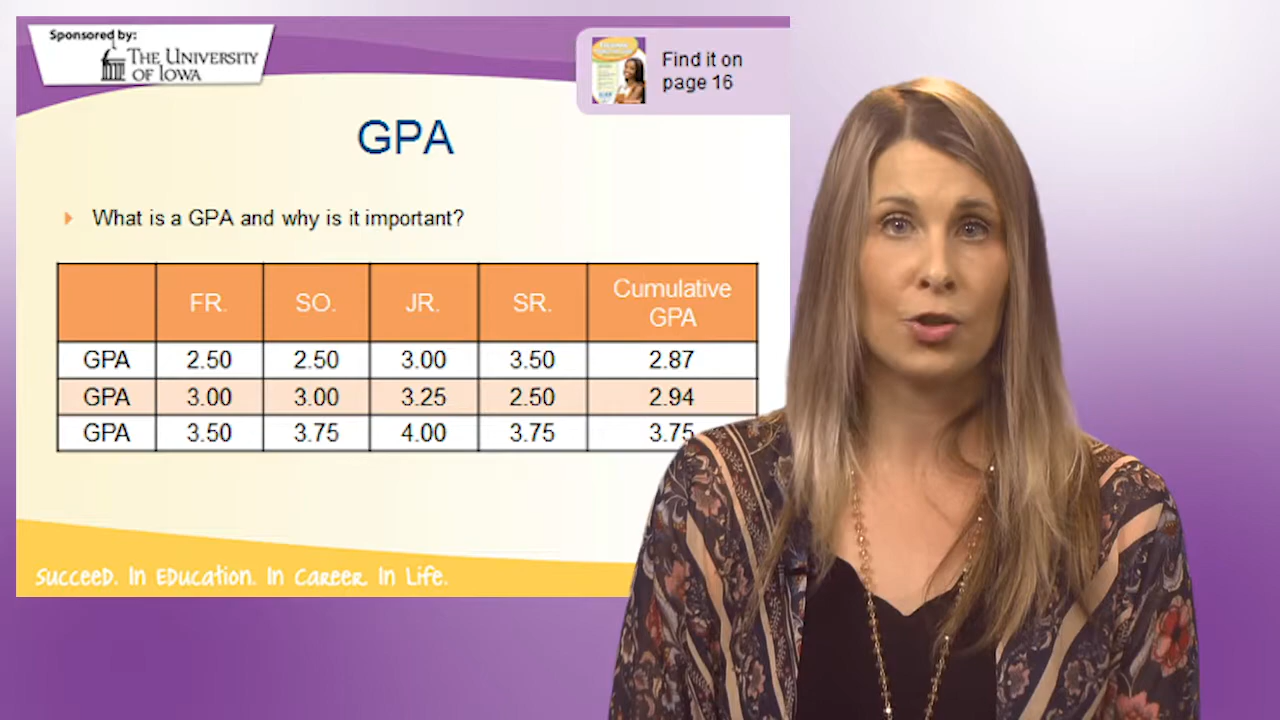 Sponsored by:
THE UNIVERSITY
OF IOWA
Find it on
page 16
GPA
What is a GPA and why is it important?
FR. SO. JR. SR. Cumulative GPA
GPA 2.50 2.50 3.00 3.50 2.87
GPA 3.00 3.00 3.25 2.50 2.94
GPA 3.50 3.75 4.00 3.75 3.75
Succeed. In Education. In Career. In Life.